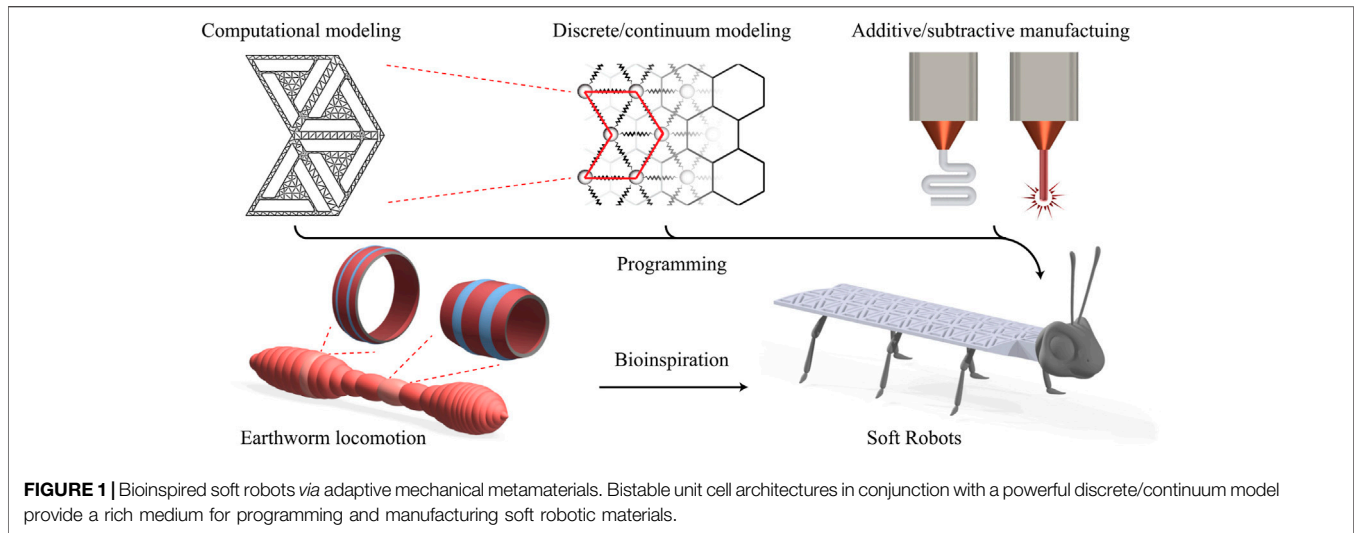 Computational modeling
Discrete/continuum modeling
Additive/subtractive manufactuing
Programming
Bioinspiration
Earthworm locomotion
Soft Robots
FIGURE 1 | Bioinspired soft robots via adaptive mechanical metamaterials. Bistable unit cell architectures in conjunction with a powerful discrete/continuum model
provide a rich medium for programming and manufacturing soft robotic materials.